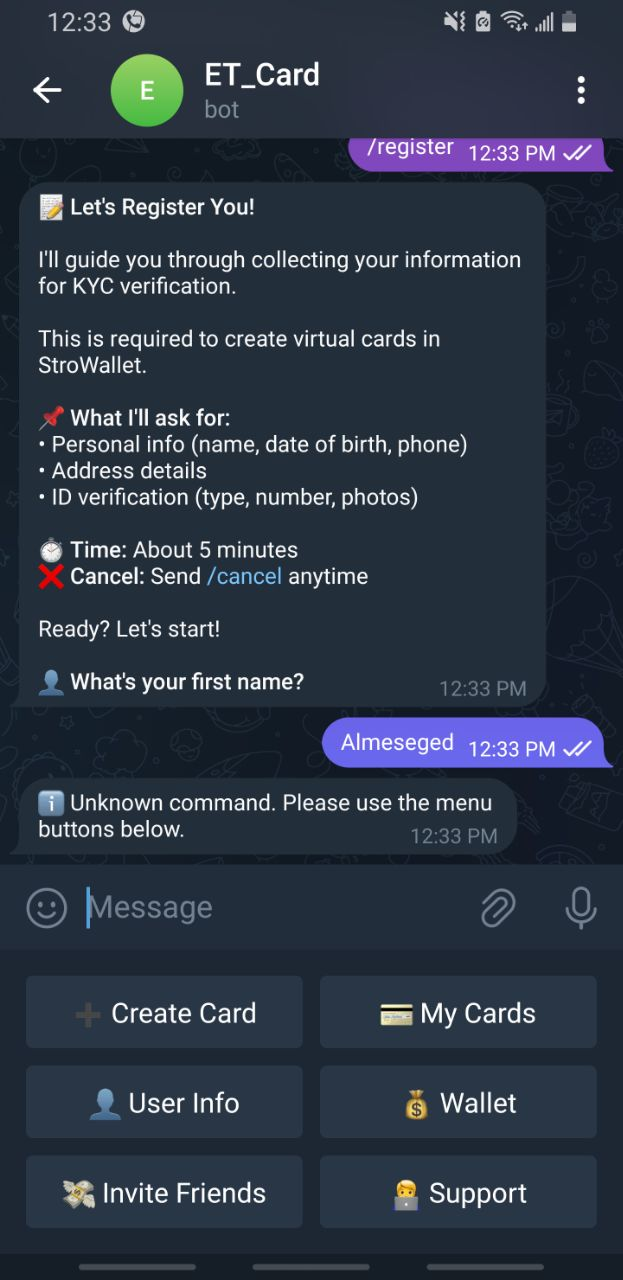 12:33
ET_Card
E
bot
/register 12:33 PM
📝 Let's Register You!
I'll guide you through collecting your information
for KYC verification.
This is required to create virtual cards in
StroWallet.
📌 What I'll ask for:
• Personal info (name, date of birth, phone)
• Address details
• ID verification (type, number, photos)
⏱️ Time: About 5 minutes
❌ Cancel: Send /cancel anytime
Ready? Let's start!
👤 What's your first name?
12:33 PM
Almeseged 12:33 PM
ℹ️ Unknown command. Please use the menu
buttons below.
12:33 PM
Message
➕ Create Card
💳 My Cards
👤 User Info
💰 Wallet
💸 Invite Friends
🧑‍💻 Support